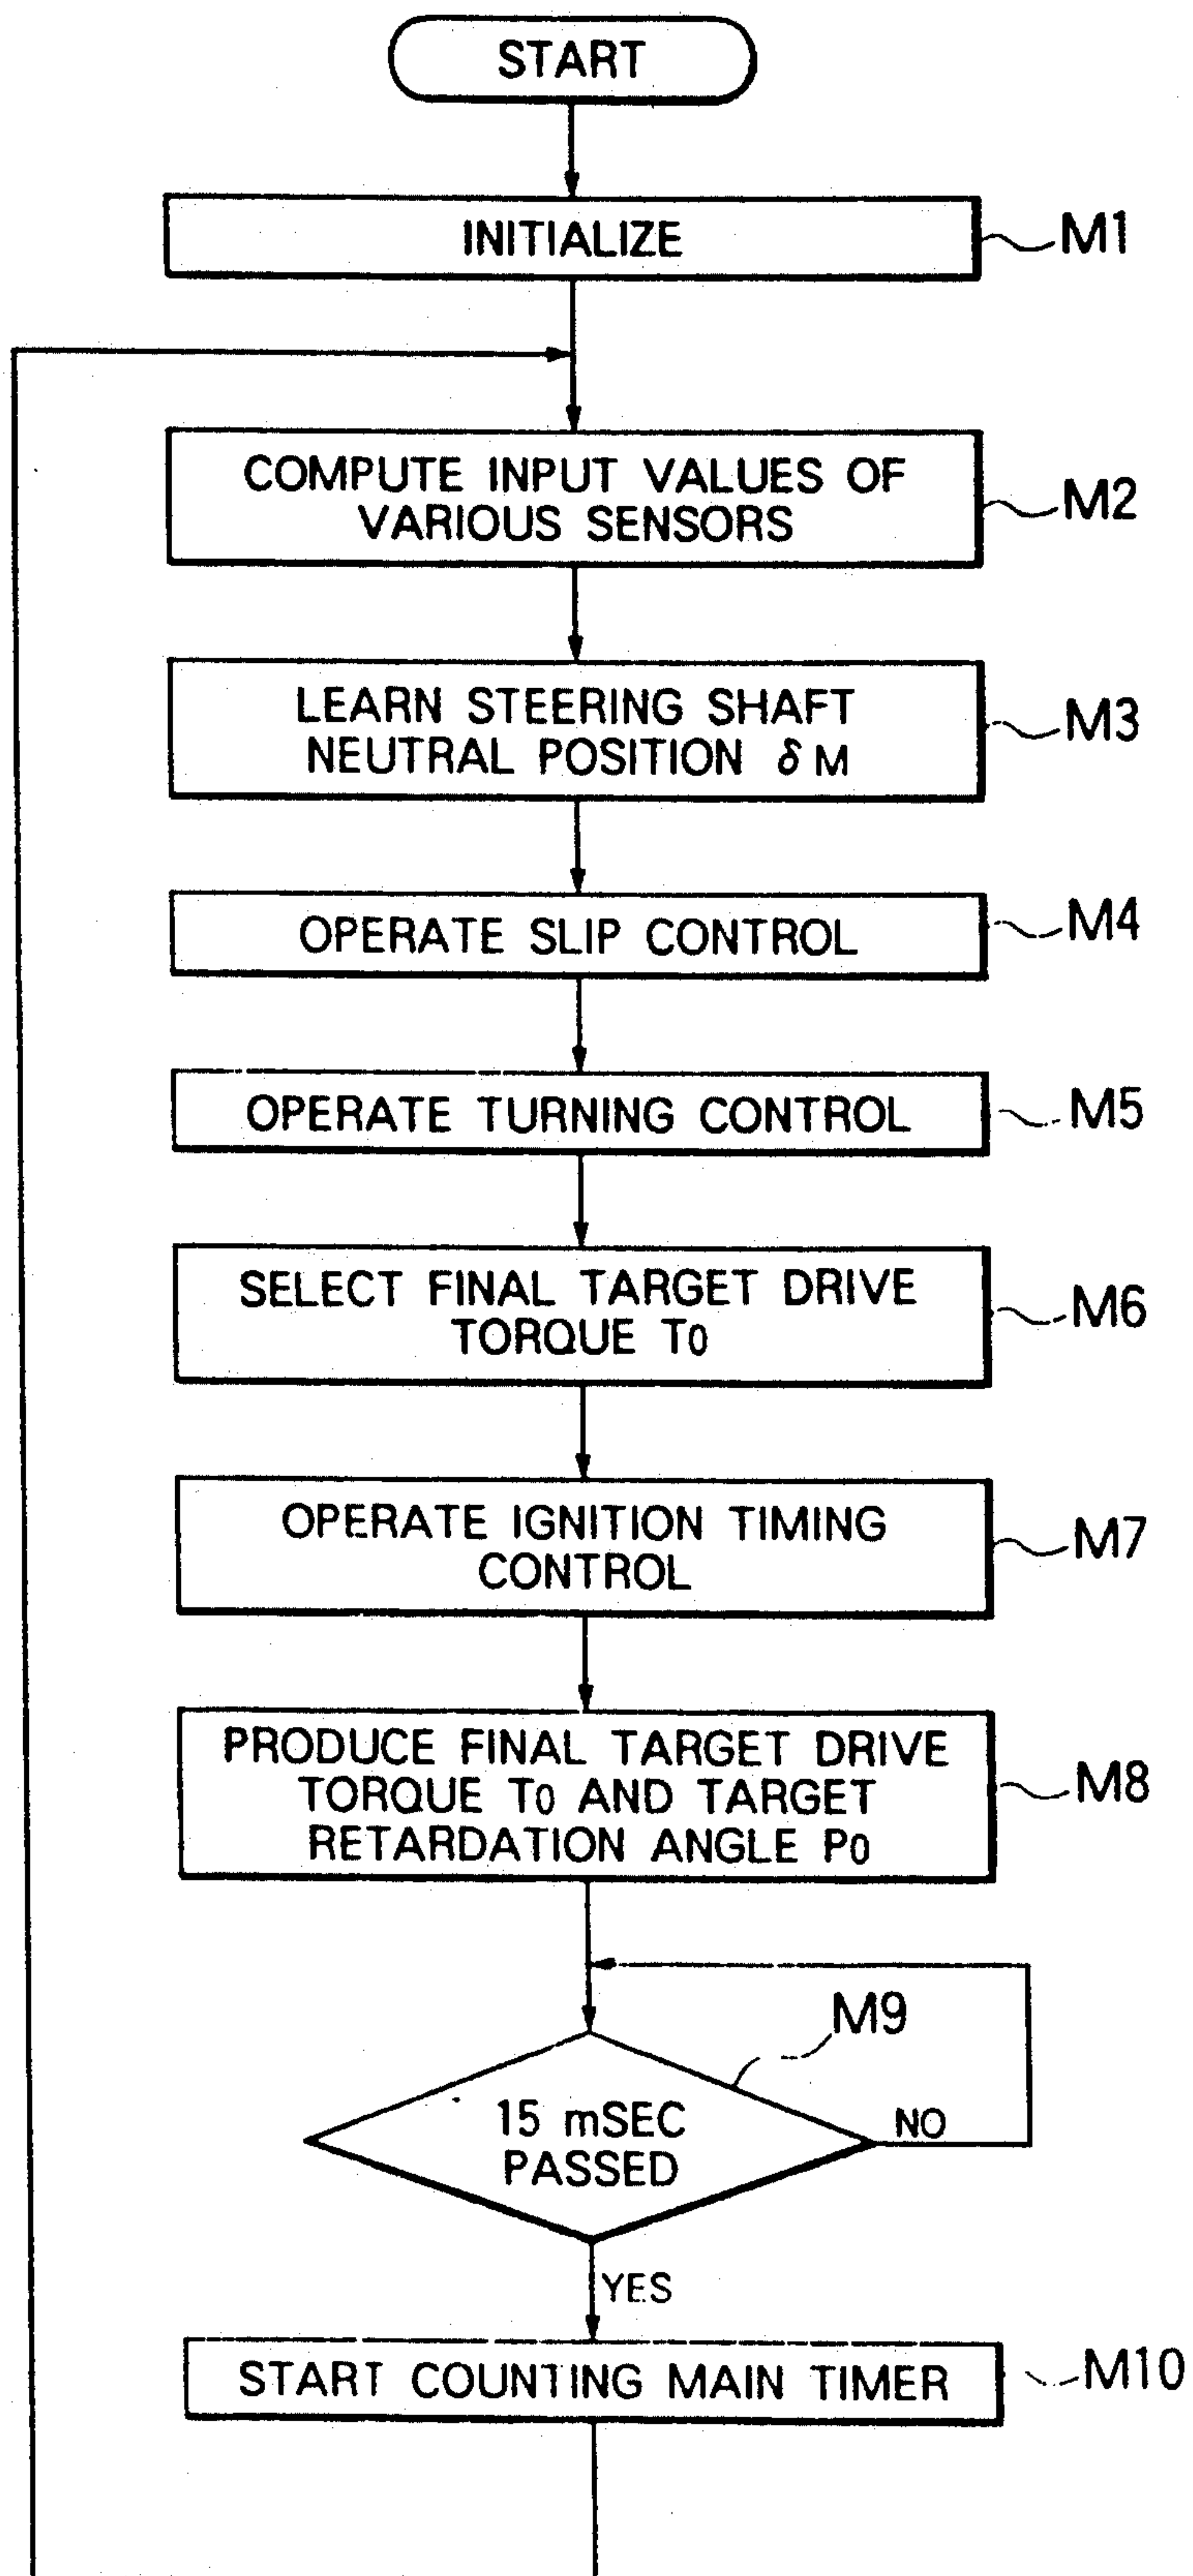 START
INITIALIZE
M1
COMPUTE INPUT VALUES OF
VARIOUS SENSORS
M2
LEARN STEERING SHAFT
NEUTRAL POSITION δM
M3
OPERATE SLIP CONTROL
M4
OPERATE TURNING CONTROL
M5
SELECT FINAL TARGET DRIVE
TORQUE T0
M6
OPERATE IGNITION TIMING
CONTROL
M7
PRODUCE FINAL TARGET DRIVE
TORQUE T0 AND TARGET
RETARDATION ANGLE P0
M8
M9
15 mSEC
PASSED
NO
YES
START COUNTING MAIN TIMER
M10